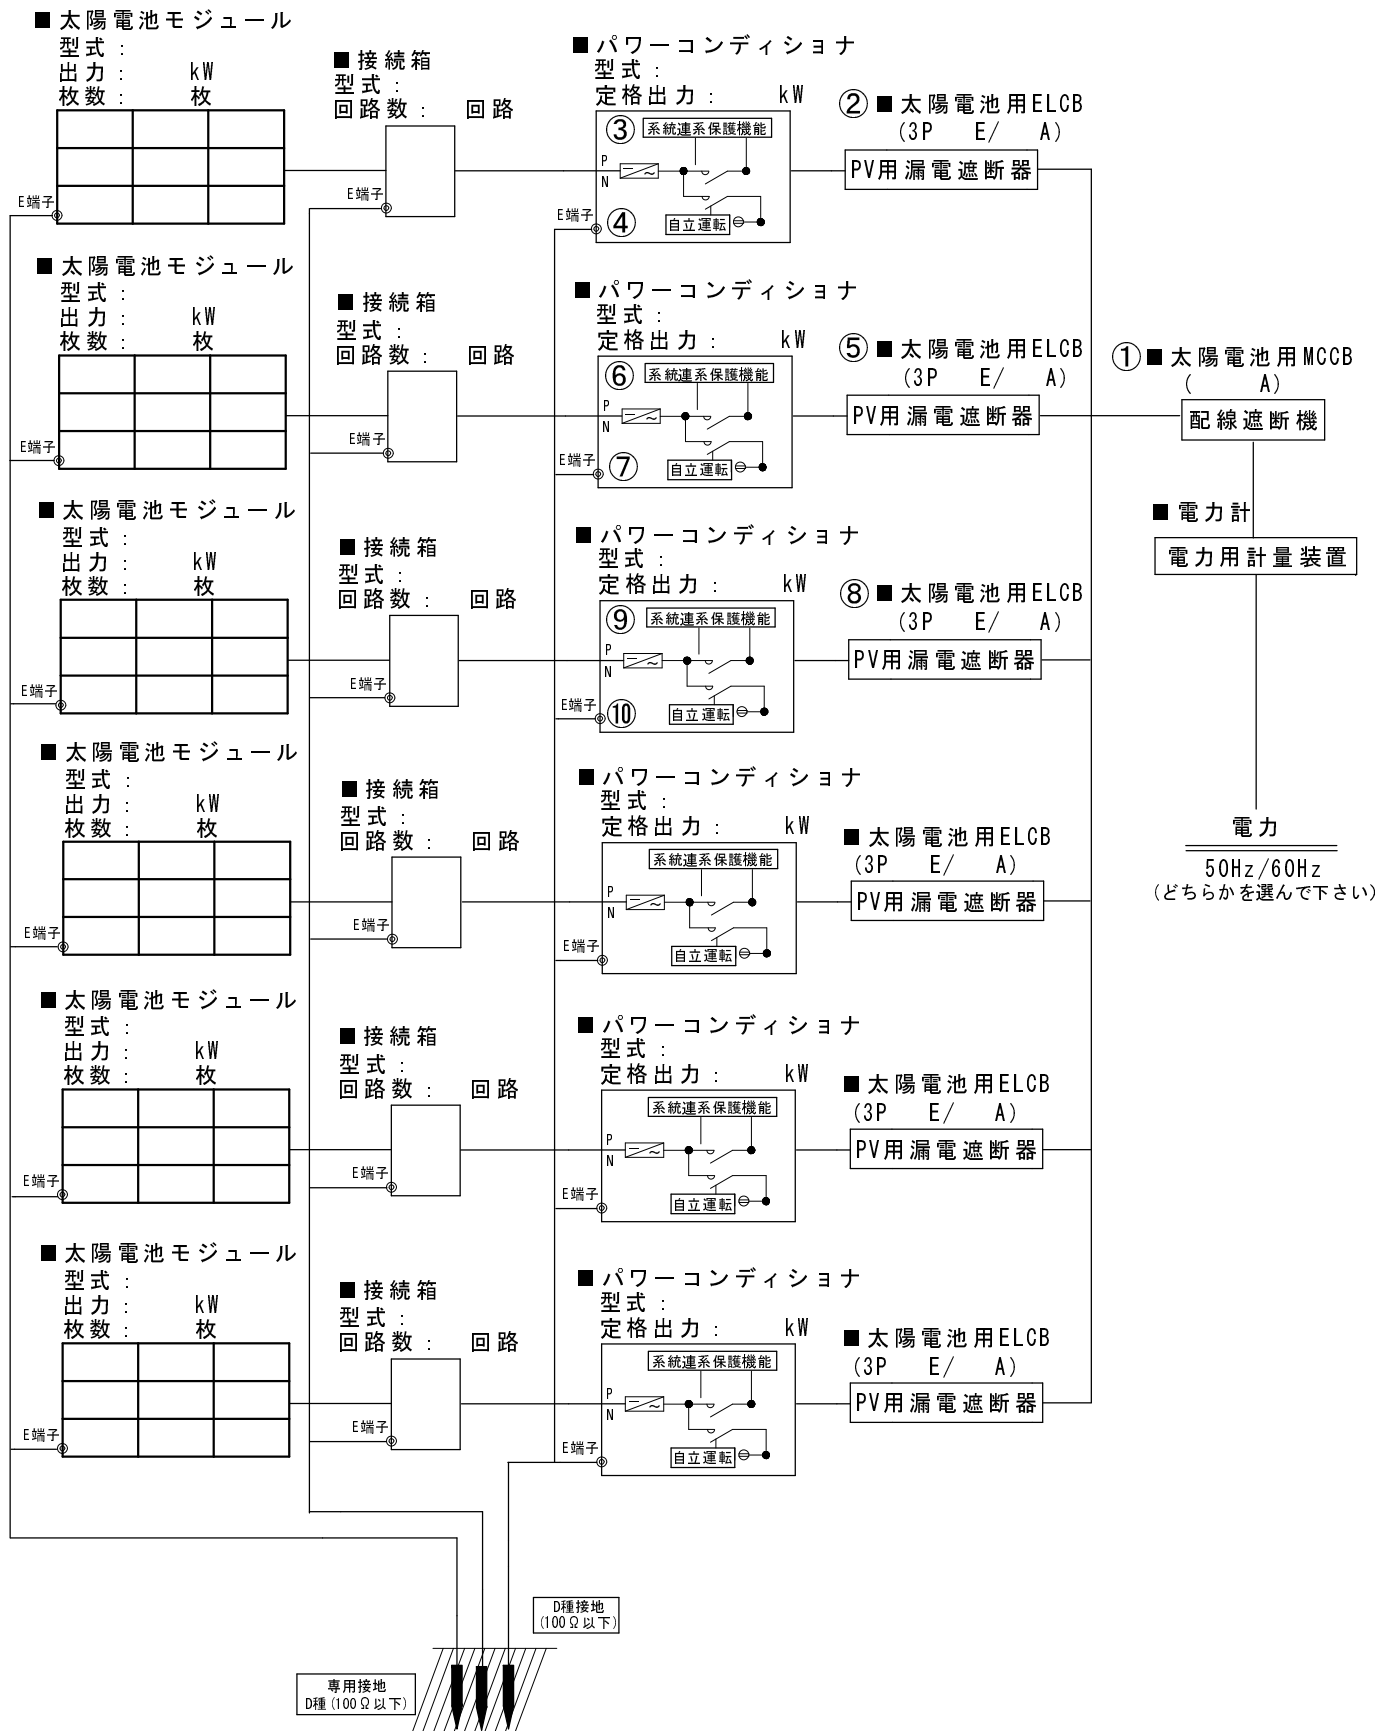 ■ 太陽電池モジュール
型式：
出力：　　kW
枚数：　　枚
E端子
■ 接続箱
型式：
回路数：　回路
E端子
■ パワーコンディショナ
型式：
定格出力：　　kW
③ 系統連系保護機能
P
N
E端子
④ 自立運転
② ■ 太陽電池用ELCB
(3P　E/　A)
PV用漏電遮断器
■ 太陽電池モジュール
型式：
出力：　　kW
枚数：　　枚
E端子
■ 接続箱
型式：
回路数：　回路
E端子
■ パワーコンディショナ
型式：
定格出力：　　kW
⑥ 系統連系保護機能
P
N
E端子
⑦ 自立運転
⑤ ■ 太陽電池用ELCB
(3P　E/　A)
PV用漏電遮断器
① ■ 太陽電池用MCCB
(　　A)
配線遮断機
■ 電力計
電力用計量装置
電力
50Hz/60Hz
(どちらかを選んで下さい)
■ 太陽電池モジュール
型式：
出力：　　kW
枚数：　　枚
E端子
■ 接続箱
型式：
回路数：　回路
E端子
■ パワーコンディショナ
型式：
定格出力：　　kW
⑨ 系統連系保護機能
P
N
E端子
⑩ 自立運転
⑧ ■ 太陽電池用ELCB
(3P　E/　A)
PV用漏電遮断器
■ 太陽電池モジュール
型式：
出力：　　kW
枚数：　　枚
E端子
■ 接続箱
型式：
回路数：　回路
E端子
■ パワーコンディショナ
型式：
定格出力：　　kW
系統連系保護機能
P
N
E端子
自立運転
■ 太陽電池用ELCB
(3P　E/　A)
PV用漏電遮断器
■ 太陽電池モジュール
型式：
出力：　　kW
枚数：　　枚
E端子
■ 接続箱
型式：
回路数：　回路
E端子
■ パワーコンディショナ
型式：
定格出力：　　kW
系統連系保護機能
P
N
E端子
自立運転
■ 太陽電池用ELCB
(3P　E/　A)
PV用漏電遮断器
■ 太陽電池モジュール
型式：
出力：　　kW
枚数：　　枚
E端子
■ 接続箱
型式：
回路数：　回路
E端子
■ パワーコンディショナ
型式：
定格出力：　　kW
系統連系保護機能
P
N
E端子
自立運転
■ 太陽電池用ELCB
(3P　E/　A)
PV用漏電遮断器
D種接地
(100Ω以下)
専用接地
D種(100Ω以下)